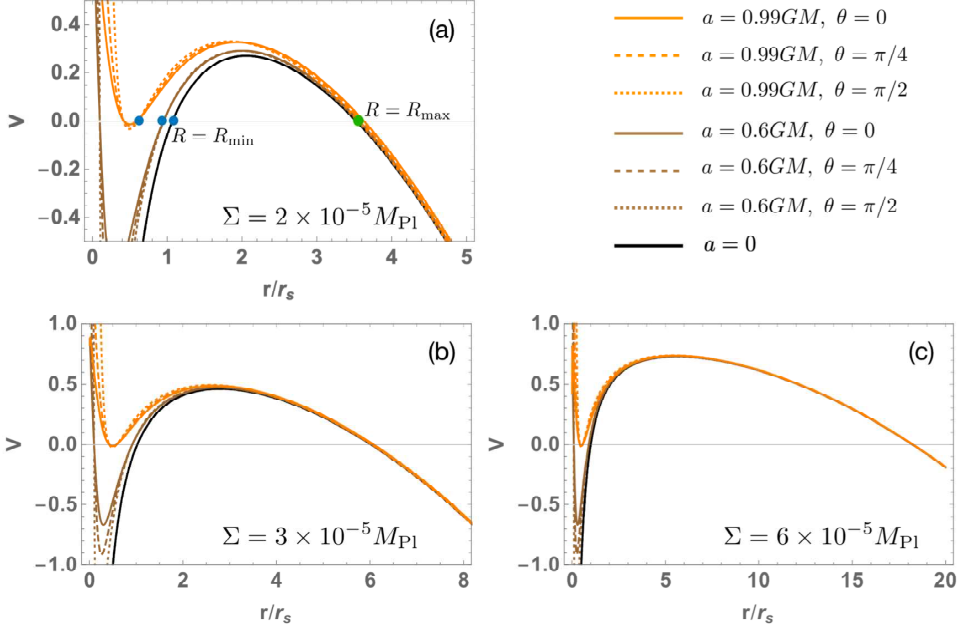 (a)
V
0.4
0.2
0.0
−0.2
−0.4
R = R_max
R = R_min
Σ = 2 × 10⁻⁵ M_Pl
0 1 2 3 4 5
r/r_s
a = 0.99GM, θ = 0
a = 0.99GM, θ = π/4
a = 0.99GM, θ = π/2
a = 0.6GM, θ = 0
a = 0.6GM, θ = π/4
a = 0.6GM, θ = π/2
a = 0
(b)
V
1.0
0.5
0.0
−0.5
−1.0
Σ = 3 × 10⁻⁵ M_Pl
0 2 4 6 8
r/r_s
(c)
V
1.0
0.5
0.0
−0.5
−1.0
Σ = 6 × 10⁻⁵ M_Pl
0 5 10 15 20
r/r_s